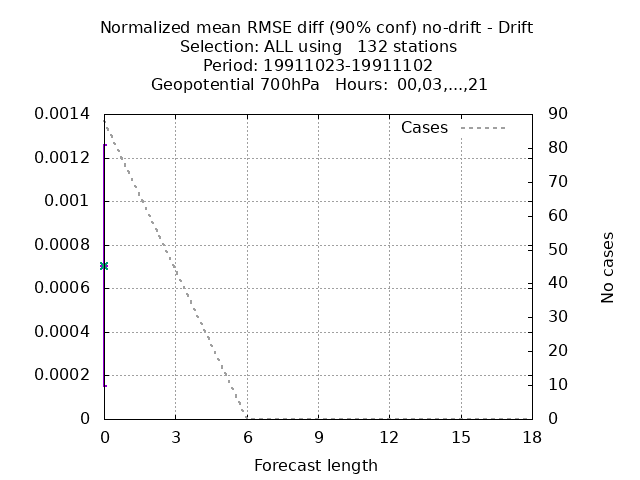 Normalized mean RMSE diff (90% conf) no-drift - Drift
Selection: ALL using   132 stations
Period: 19911023-19911102
Geopotential 700hPa   Hours: 00,03,...,21
Cases
0.0014
0.0012
0.001
0.0008
0.0006
0.0004
0.0002
0
90
80
70
60
50
40
30
20
10
0
No cases
0 3 6 9 12 15 18
Forecast length